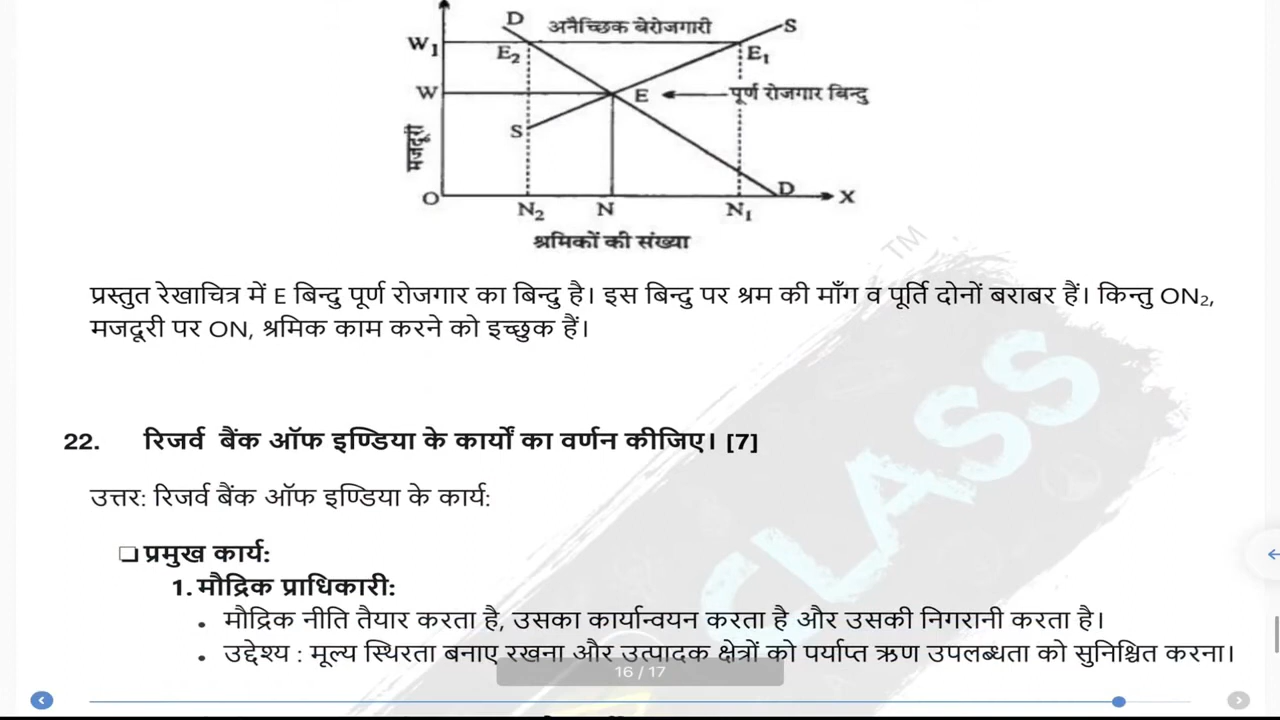 D अनैच्छिक बेरोजगारी S
W₁ E₂ E₁
W E पूर्ण रोजगार बिन्दु
मजदूरी
S
O D X
N₂ N N₁
श्रमिकों की संख्या
TM
प्रस्तुत रेखाचित्र में E बिन्दु पूर्ण रोजगार का बिन्दु है। इस बिन्दु पर श्रम की माँग व पूर्ति दोनों बराबर हैं। किन्तु ON₂,
मजदूरी पर ON, श्रमिक काम करने को इच्छुक हैं।
CLASS
22. रिजर्व बैंक ऑफ इण्डिया के कार्यों का वर्णन कीजिए। [7]
उत्तर: रिजर्व बैंक ऑफ इण्डिया के कार्य:
❑ प्रमुख कार्य:
1. मौद्रिक प्राधिकारी:
• मौद्रिक नीति तैयार करता है, उसका कार्यान्वयन करता है और उसकी निगरानी करता है।
• उद्देश्य : मूल्य स्थिरता बनाए रखना और उत्पादक क्षेत्रों को पर्याप्त ऋण उपलब्धता को सुनिश्चित करना।
16 / 17